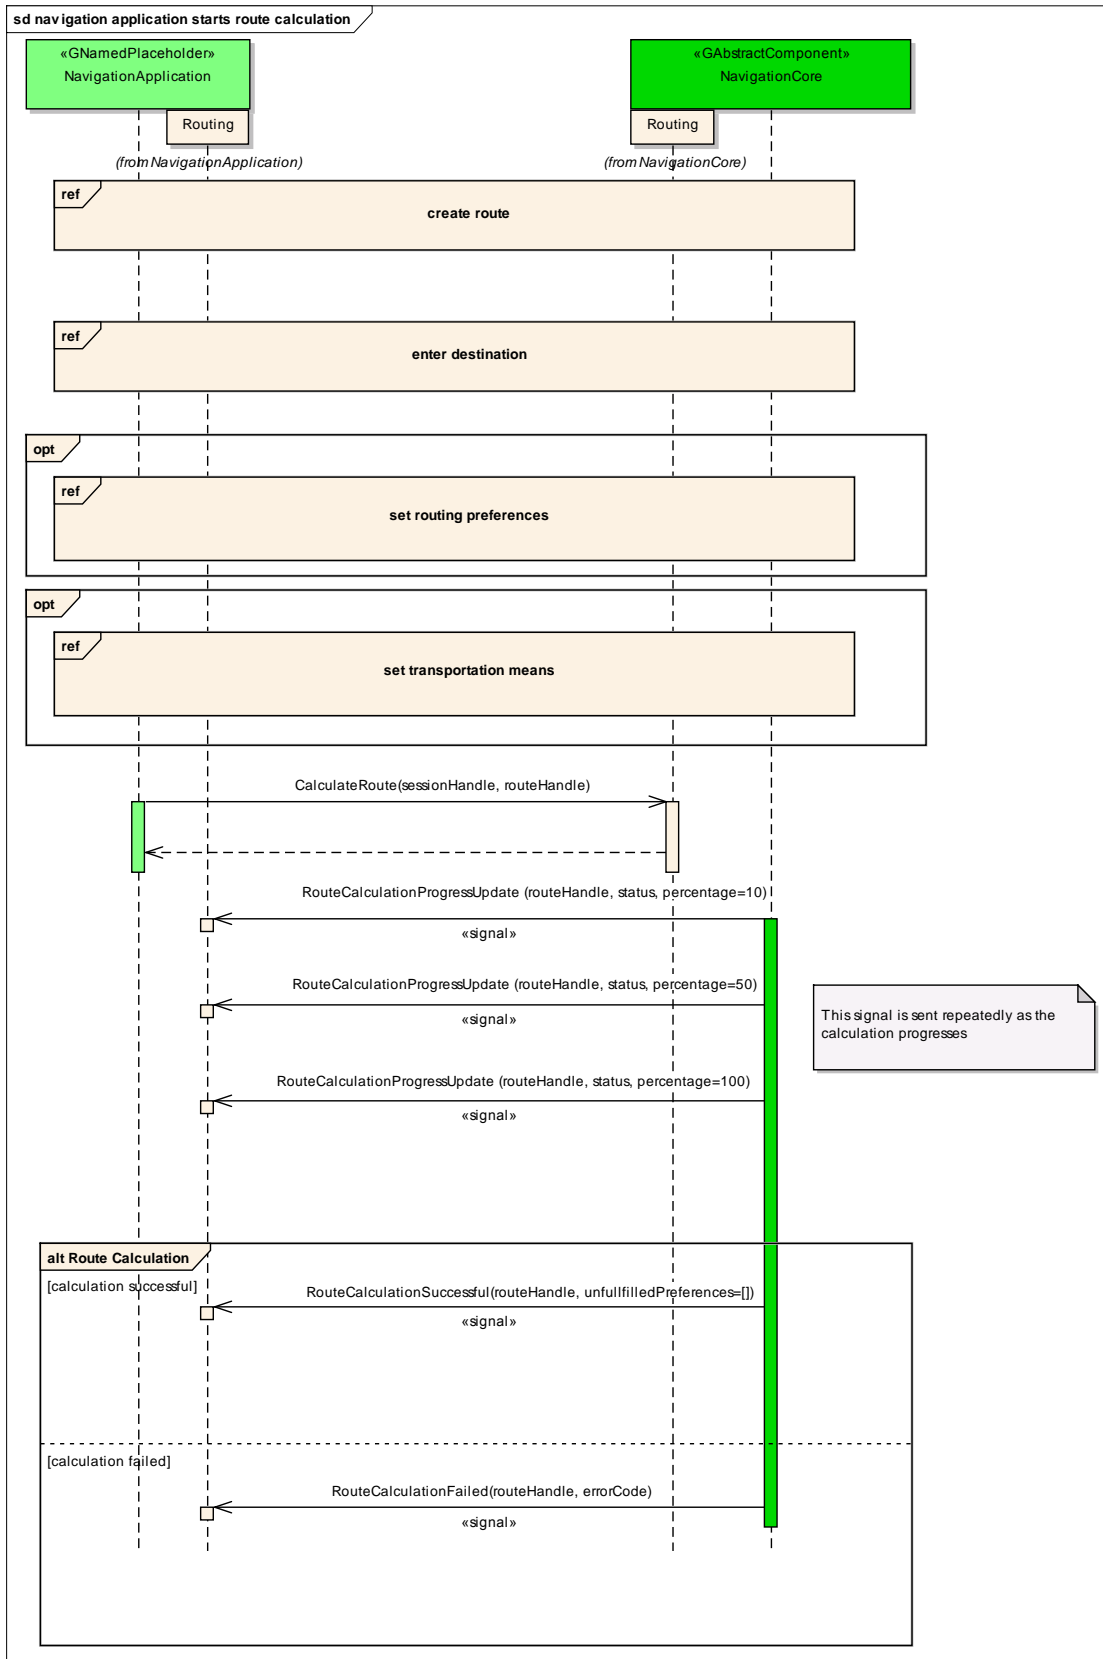 sd navigation application starts route calculation
«GNamedPlaceholder»
NavigationApplication
«GAbstractComponent»
NavigationCore
Routing
Routing
(from NavigationApplication)
(from NavigationCore)
ref
create route
ref
enter destination
opt
ref
set routing preferences
opt
ref
set transportation means
CalculateRoute(sessionHandle, routeHandle)
RouteCalculationProgressUpdate (routeHandle, status, percentage=10)
«signal»
RouteCalculationProgressUpdate (routeHandle, status, percentage=50)
«signal»
This signal is sent repeatedly as the
calculation progresses
RouteCalculationProgressUpdate (routeHandle, status, percentage=100)
«signal»
alt Route Calculation
[calculation successful]
RouteCalculationSuccessful(routeHandle, unfullfilledPreferences=[])
«signal»
[calculation failed]
RouteCalculationFailed(routeHandle, errorCode)
«signal»